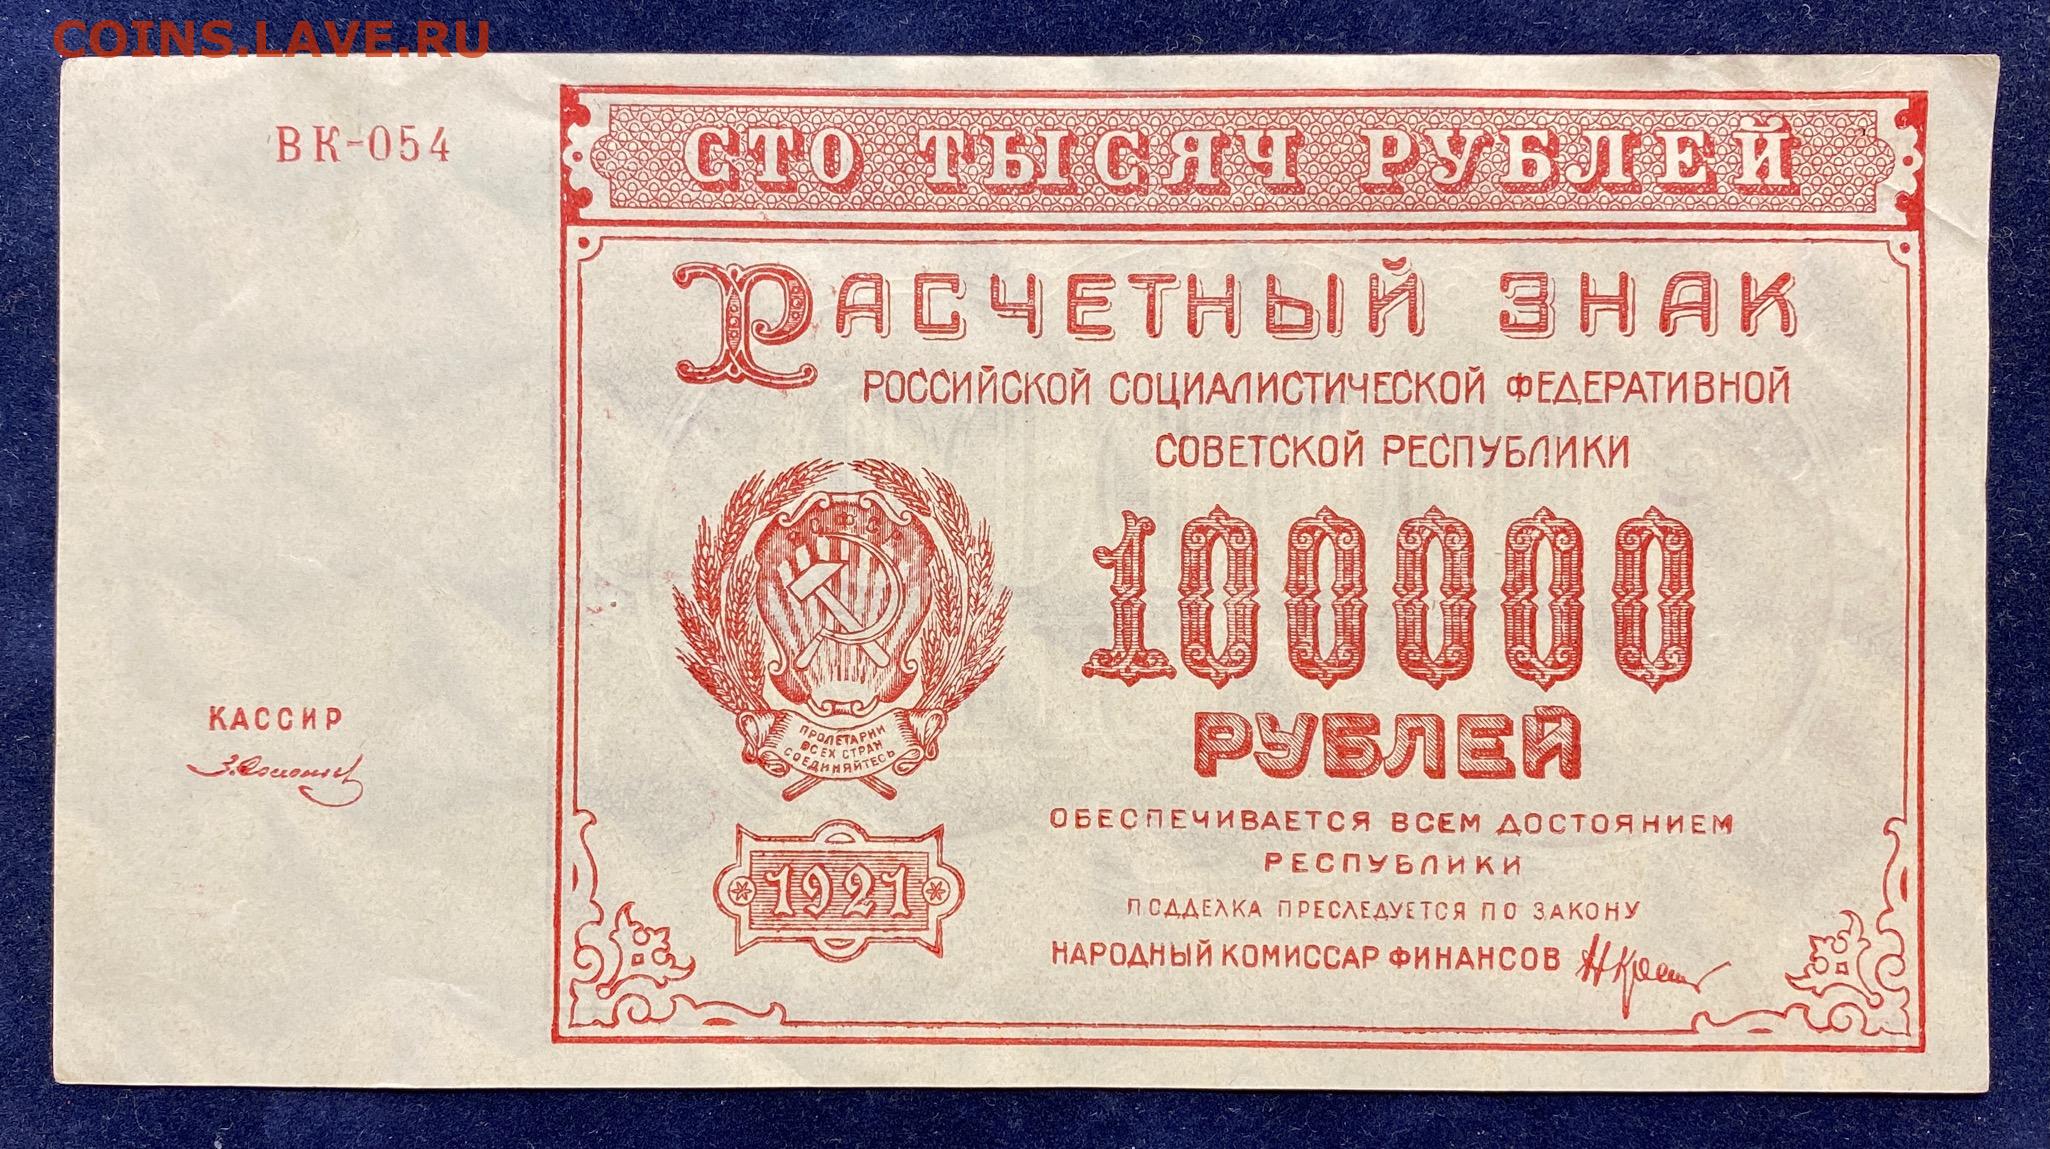 COINS.LAVE.RU
ВК-054
СТО ТЫСЯЧ РУБЛЕЙ
РАСЧЕТНЫЙ ЗНАК
РОССИЙСКОЙ СОЦИАЛИСТИЧЕСКОЙ ФЕДЕРАТИВНОЙ
СОВЕТСКОЙ РЕСПУБЛИКИ
Р.С.Ф.С.Р.
100000
РУБЛЕЙ
ПРОЛЕТАРИИ
ВСЕХ СТРАН
СОЕДИНЯЙТЕСЬ
КАССИР
ОБЕСПЕЧИВАЕТСЯ ВСЕМ ДОСТОЯНИЕМ
РЕСПУБЛИКИ
1921
ПОДДЕЛКА ПРЕСЛЕДУЕТСЯ ПО ЗАКОНУ
НАРОДНЫЙ КОМИССАР ФИНАНСОВ